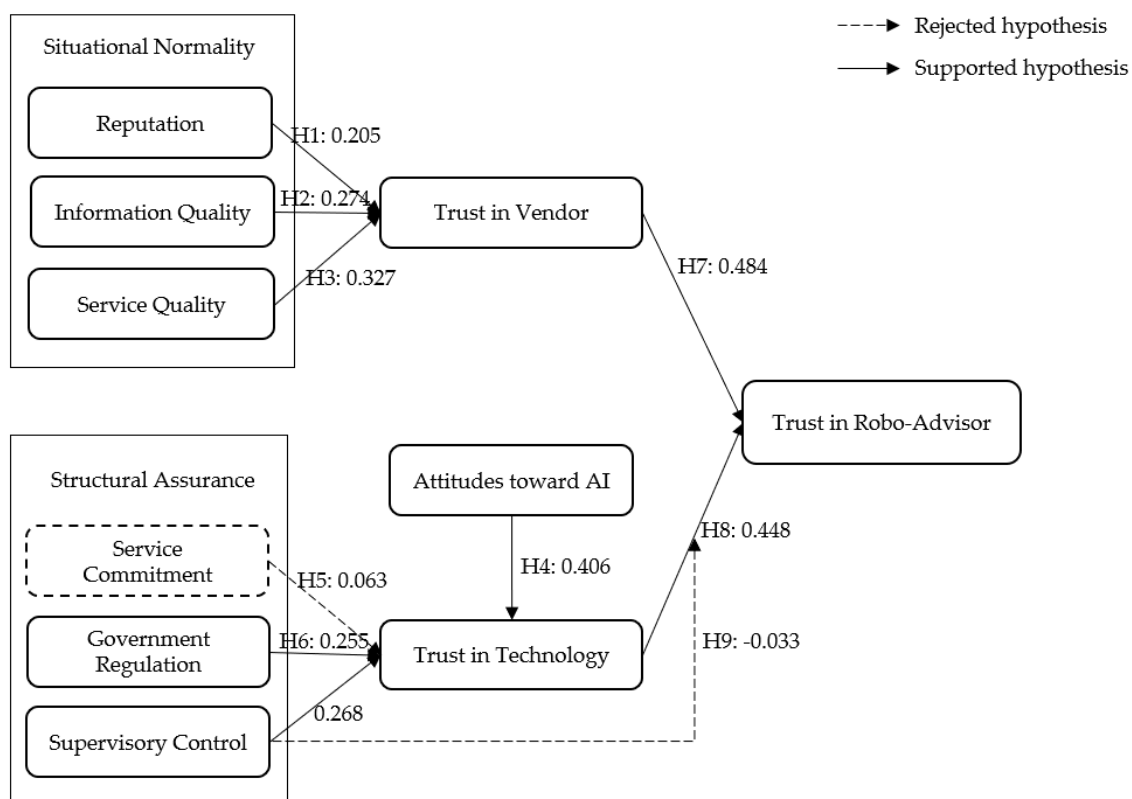 Situational Normality
Reputation
Information Quality
Service Quality
H1: 0.205
H2: 0.274
H3: 0.327
Trust in Vendor
Rejected hypothesis
Supported hypothesis
H7: 0.484
Trust in Robo-Advisor
Structural Assurance
Service
Commitment
Government
Regulation
Supervisory Control
Attitudes toward AI
H4: 0.406
H5: 0.063
H6: 0.255
0.268
Trust in Technology
H8: 0.448
H9: -0.033